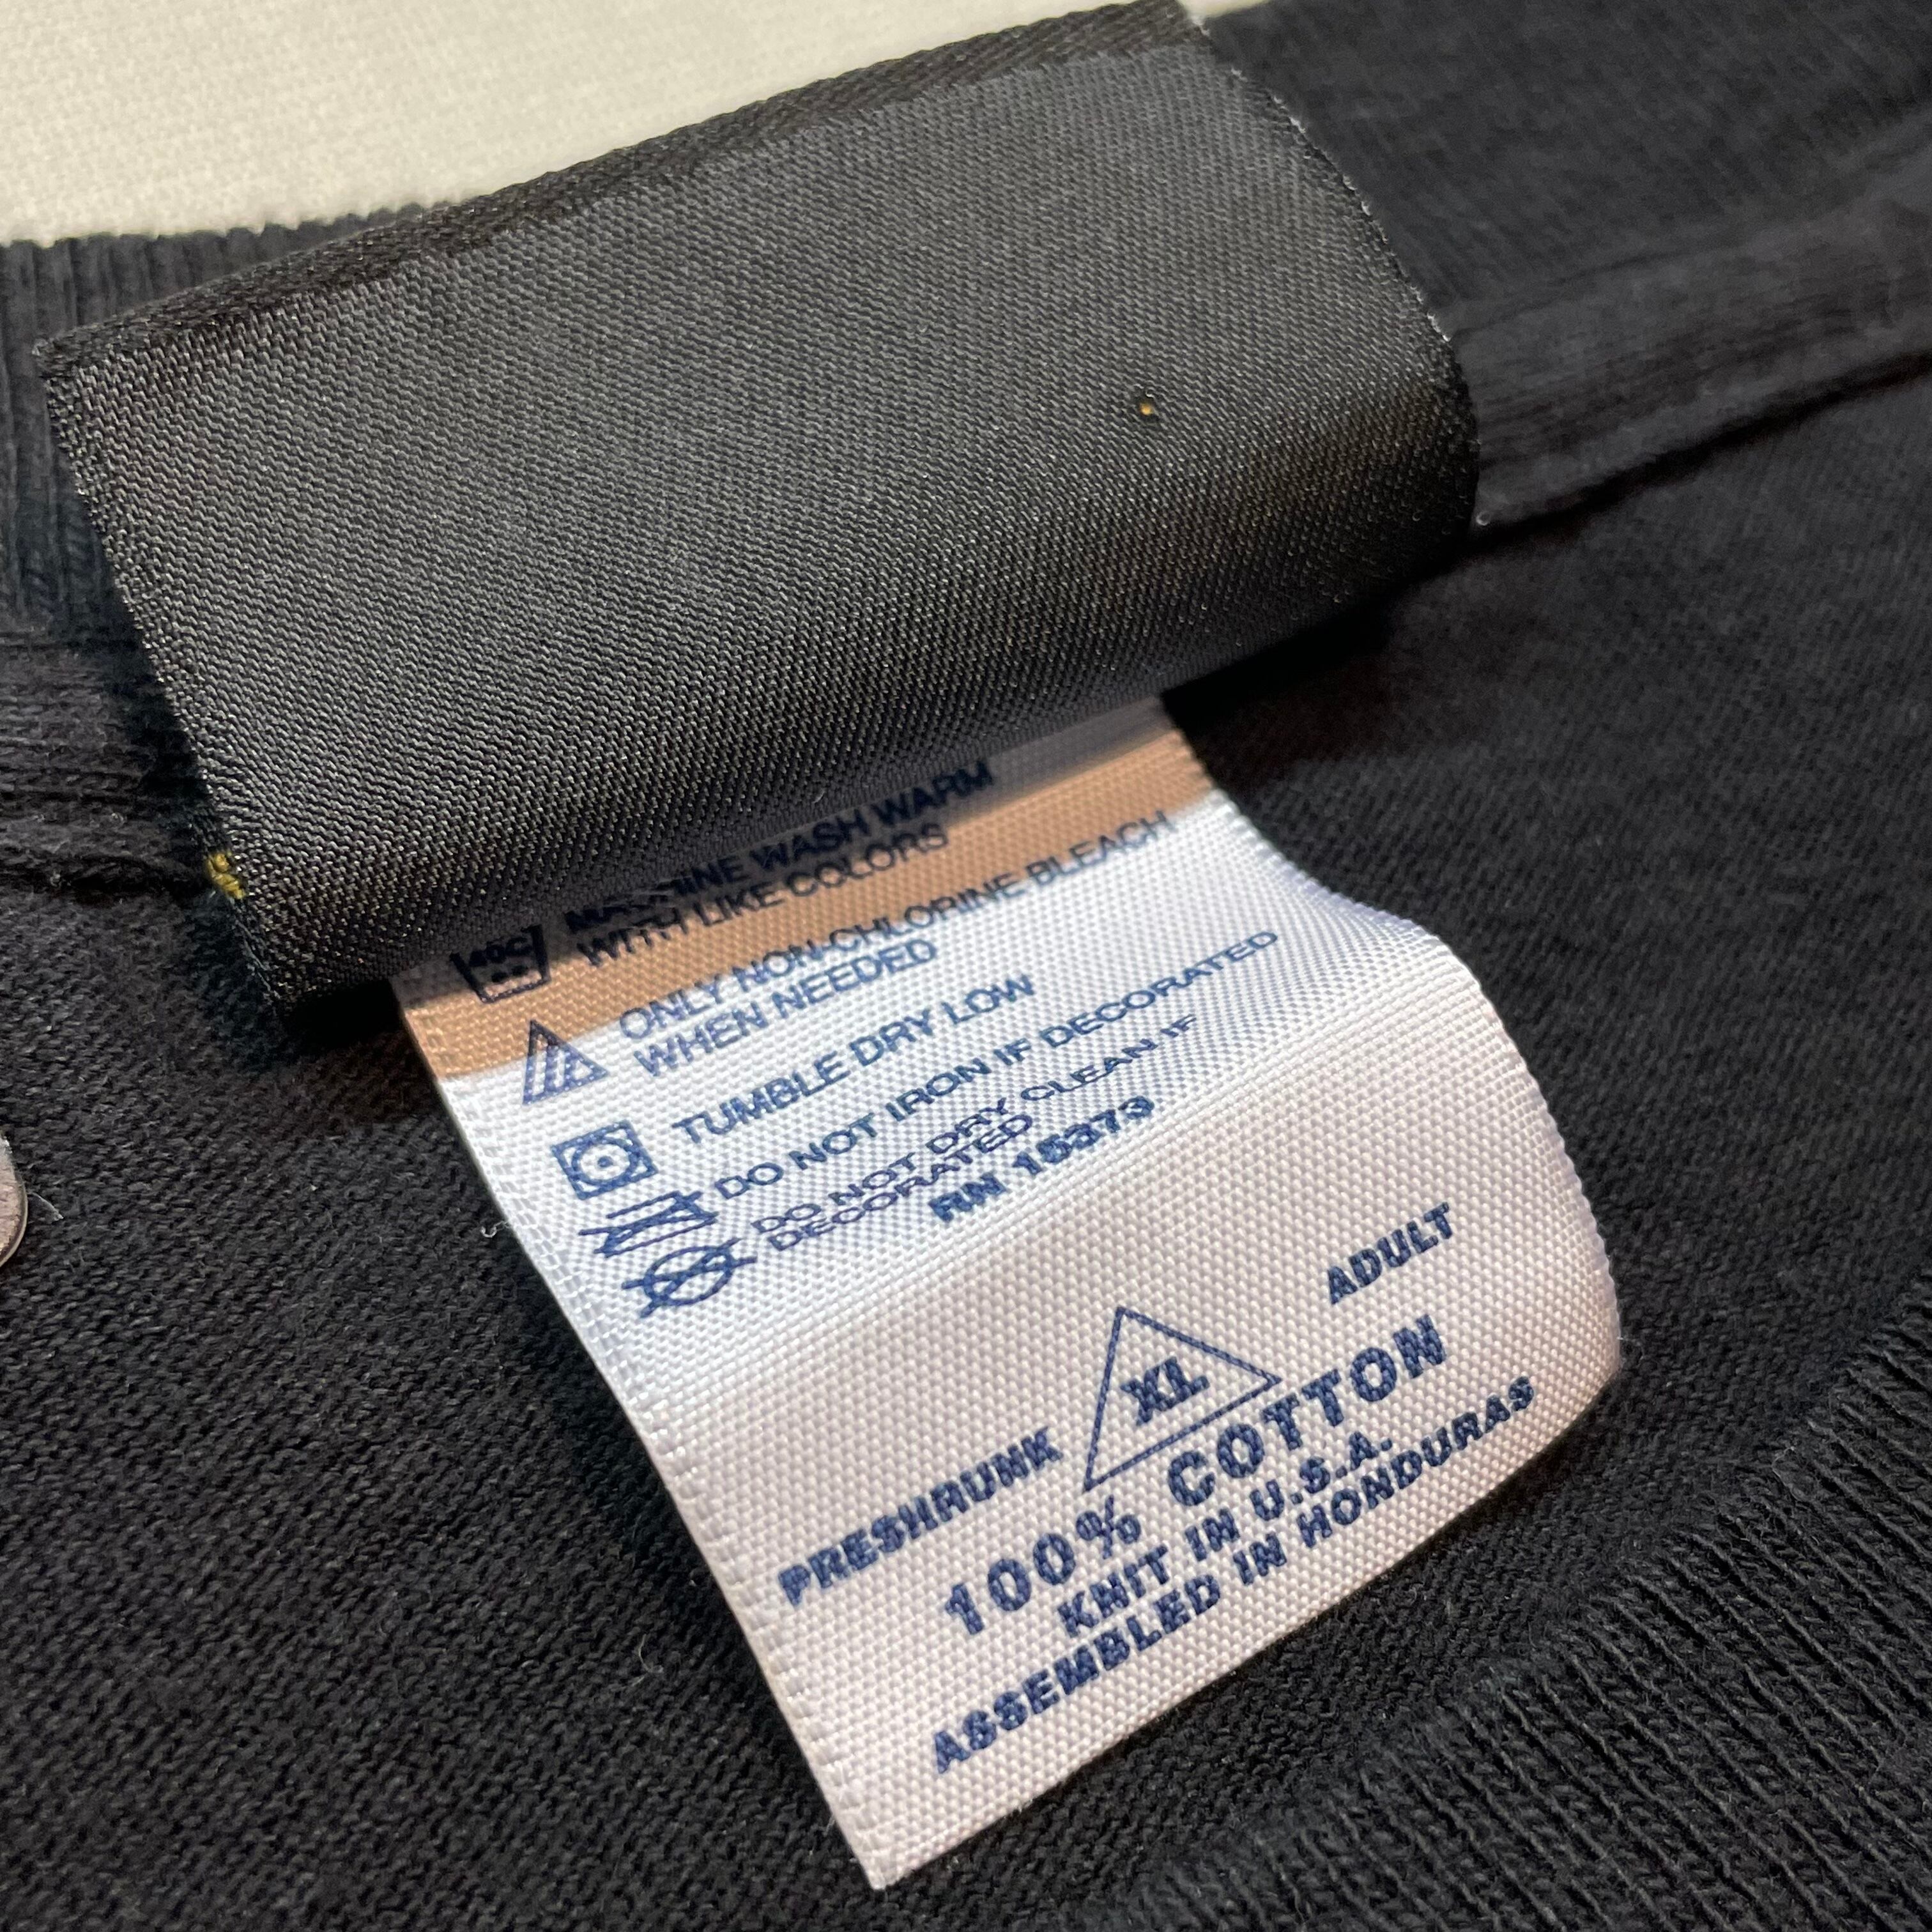 40C
MACHINE WASH WARM
WITH LIKE COLORS
ONLY NON-CHLORINE BLEACH
WHEN NEEDED
TUMBLE DRY LOW
DO NOT IRON IF DECORATED
DO NOT DRY CLEAN IF
DECORATED
RN 15373
PRESHRUNK XL ADULT
100% COTTON
KNIT IN U.S.A.
ASSEMBLED IN HONDURAS